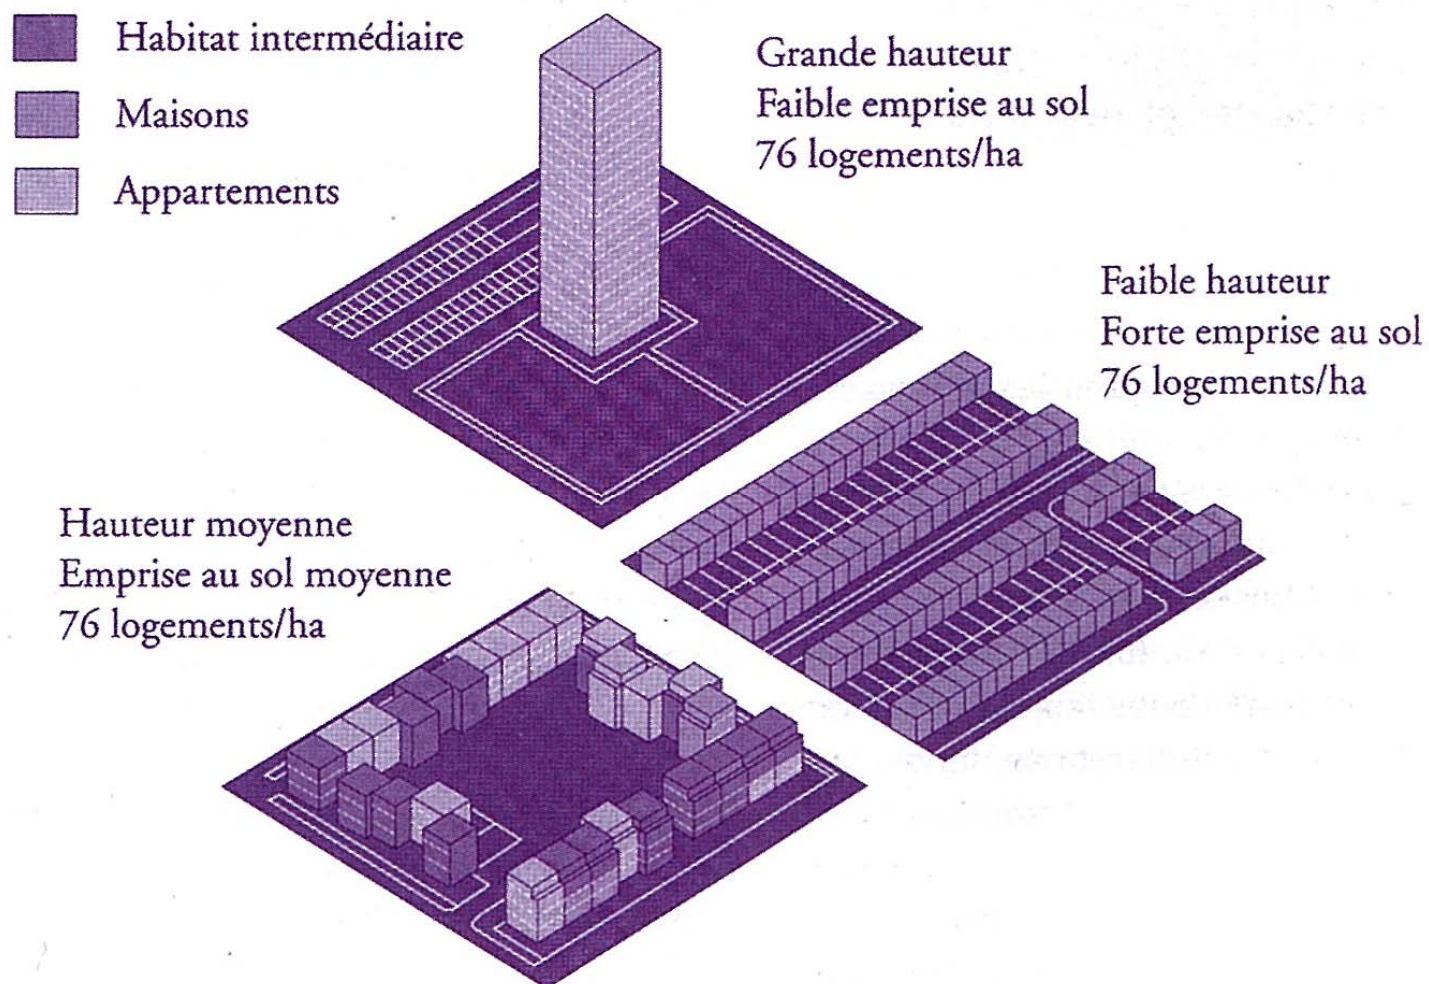 Habitat intermédiaire
Maisons
Appartements
Grande hauteur
Faible emprise au sol
76 logements/ha
Faible hauteur
Forte emprise au sol
76 logements/ha
Hauteur moyenne
Emprise au sol moyenne
76 logements/ha